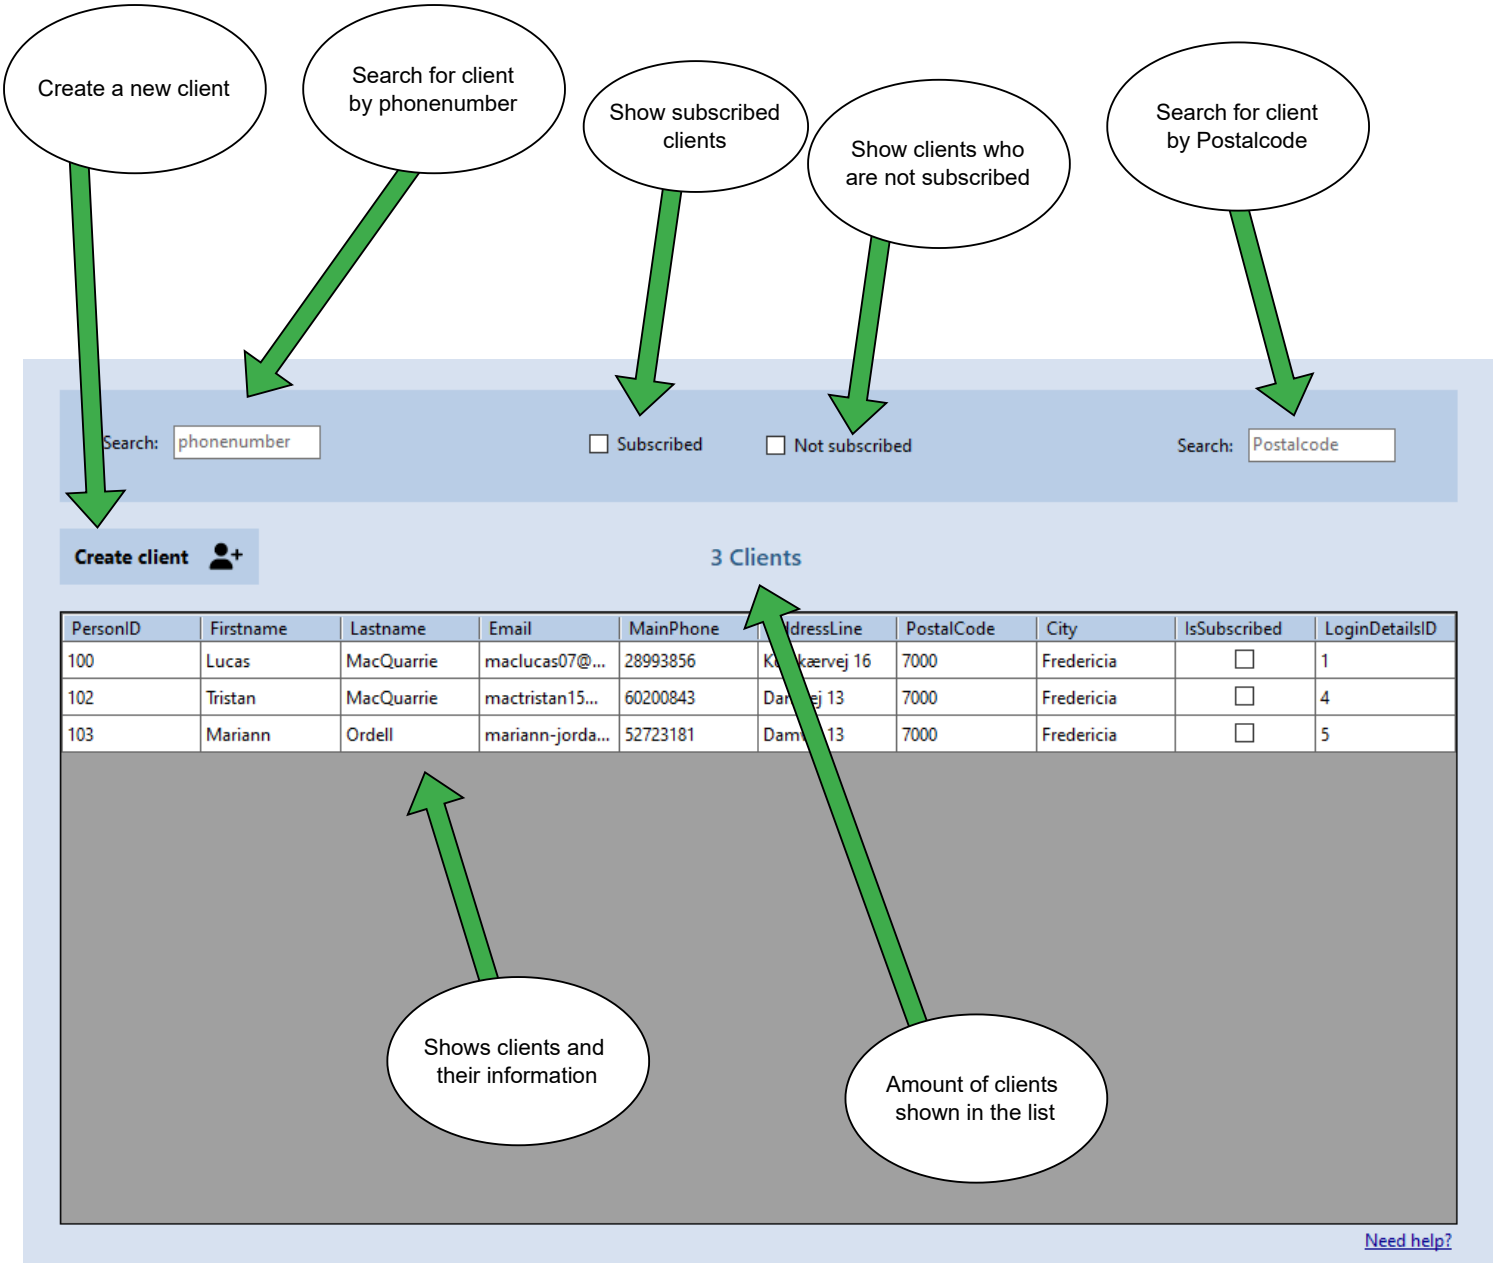 Create a new client
Search for client
by phonenumber
Show subscribed
clients
Show clients who
are not subscribed
Search for client
by Postalcode
Search: phonenumber
Subscribed
Not subscribed
Search: Postalcode
Create client
3 Clients
PersonID Firstname Lastname Email MainPhone PostalCode City IsSubscribed LoginDetailsID
100 Lucas MacQuarrie maclucas07@... 28993856 16 7000 Fredericia 1
102 Tristan MacQuarrie mactristan15... 60200843 13 7000 Fredericia 4
103 Mariann Ordell mariann-jorda... 52723181 13 7000 Fredericia 5
Shows clients and
their information
Amount of clients
shown in the list
Need help?